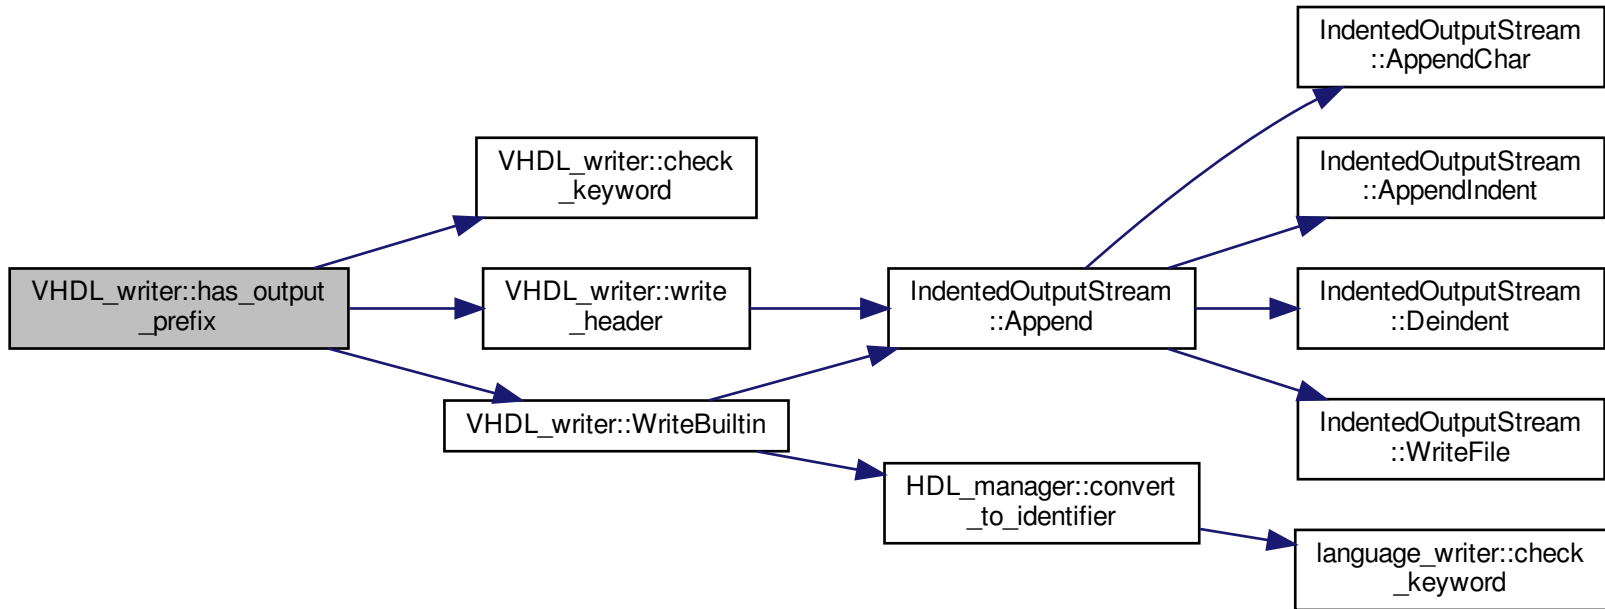 VHDL_writer::has_output
_prefix
VHDL_writer::check
_keyword
VHDL_writer::write
_header
VHDL_writer::WriteBuiltin
IndentedOutputStream
::Append
HDL_manager::convert
_to_identifier
IndentedOutputStream
::AppendChar
IndentedOutputStream
::AppendIndent
IndentedOutputStream
::Deindent
IndentedOutputStream
::WriteFile
language_writer::check
_keyword